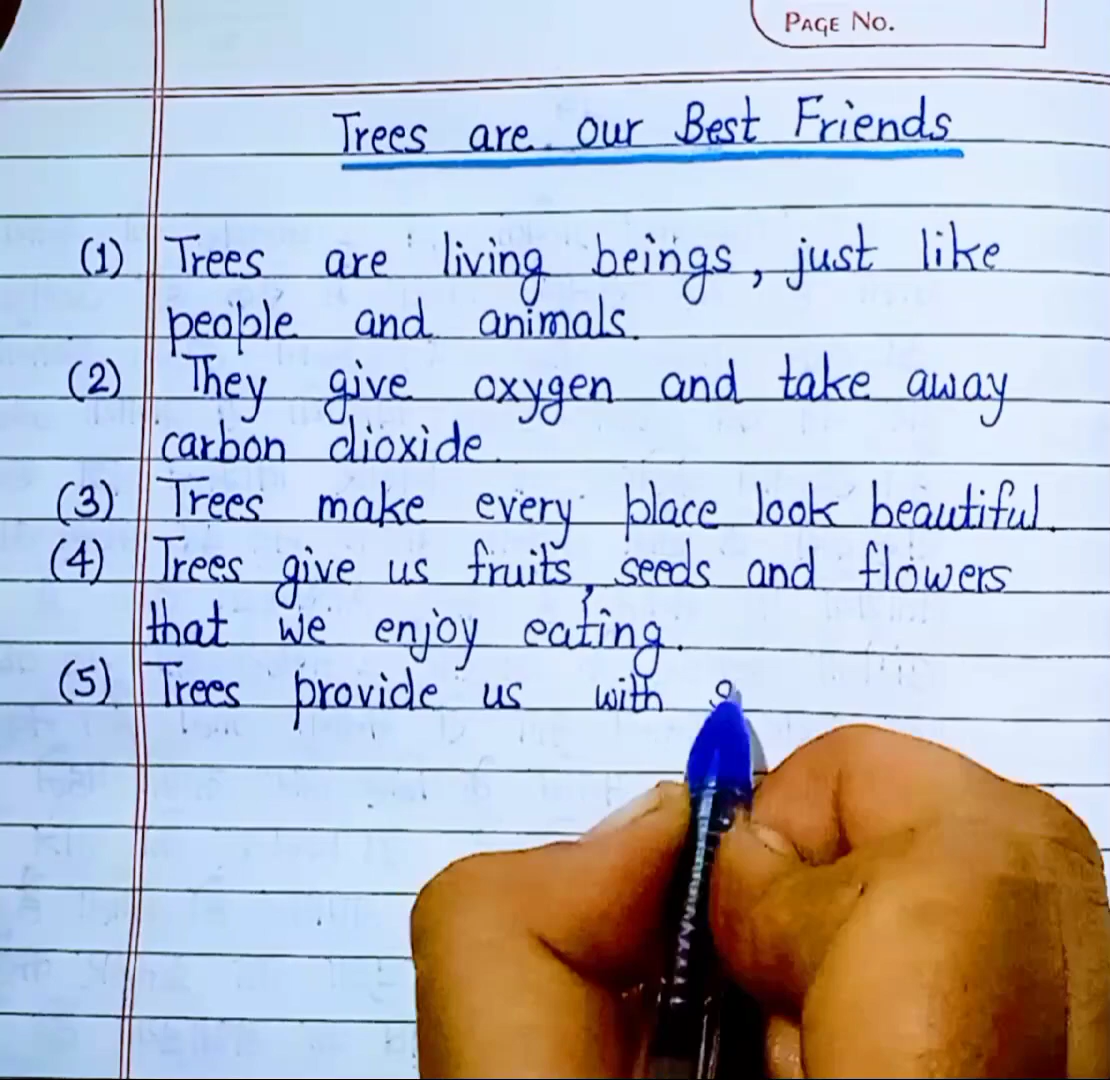 PAGE NO.
Trees are our Best Friends
(1) Trees are living beings, just like
people and animals.
(2) They give oxygen and take away
carbon dioxide.
(3) Trees make every place look beautiful.
(4) Trees give us fruits, seeds and flowers
that we enjoy eating.
(5) Trees provide us with